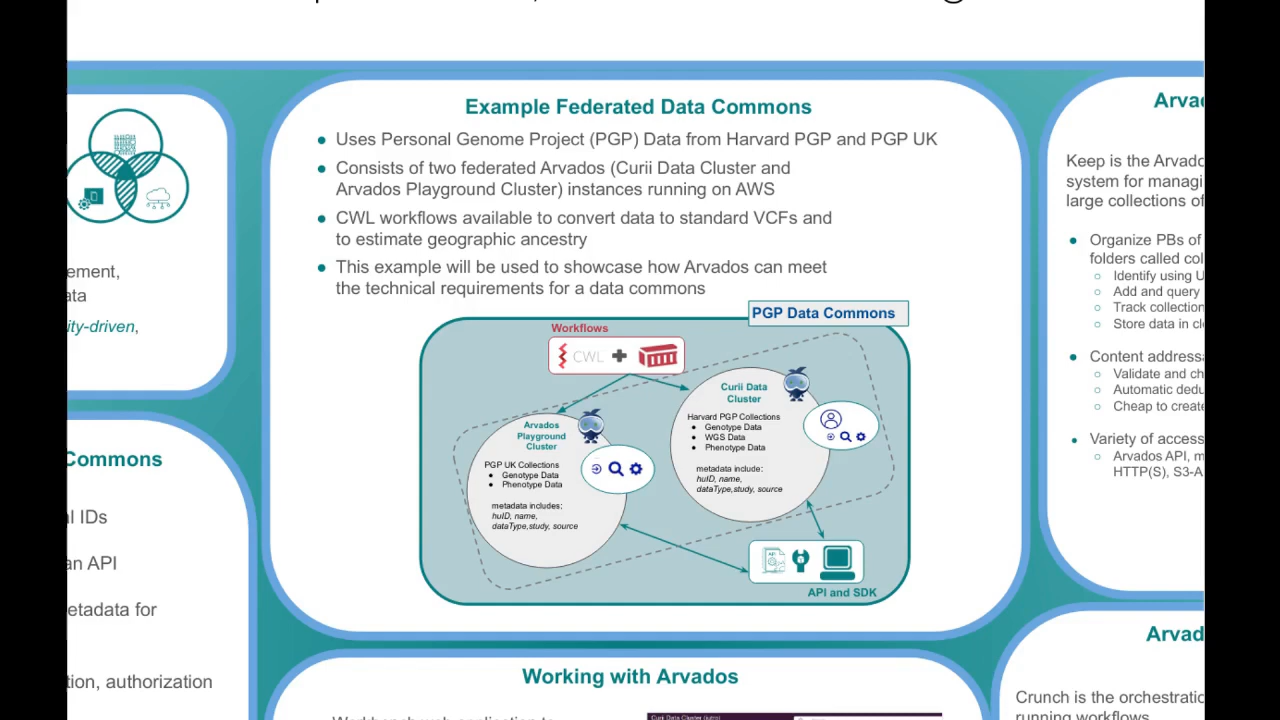 Example Federated Data Commons
● Uses Personal Genome Project (PGP) Data from Harvard PGP and PGP UK
● Consists of two federated Arvados (Curii Data Cluster and
Arvados Playground Cluster) instances running on AWS
● CWL workflows available to convert data to standard VCFs and
to estimate geographic ancestry
● This example will be used to showcase how Arvados can meet
the technical requirements for a data commons
PGP Data Commons
Workflows
CWL
Curii Data
Cluster
Harvard PGP Collections
● Genotype Data
● WGS Data
● Phenotype Data
metadata include:
huID, name,
dataType,study, source
Arvados
Playground
Cluster
PGP UK Collections
● Genotype Data
● Phenotype Data
metadata includes:
huID, name,
dataType,study, source
API
API and SDK
Working with Arvados
ement,
ata
ity-driven,
Commons
l IDs
an API
etadata for
tion, authorization
Arvad
Keep is the Arvado
system for managi
large collections of
● Organize PBs of
folders called col
○ Identify using U
○ Add and query
○ Track collection
○ Store data in cl
● Content address
○ Validate and ch
○ Automatic dedu
○ Cheap to create
● Variety of access
○ Arvados API, m
HTTP(S), S3-A
Arvad
Crunch is the orchestratio
running workflows